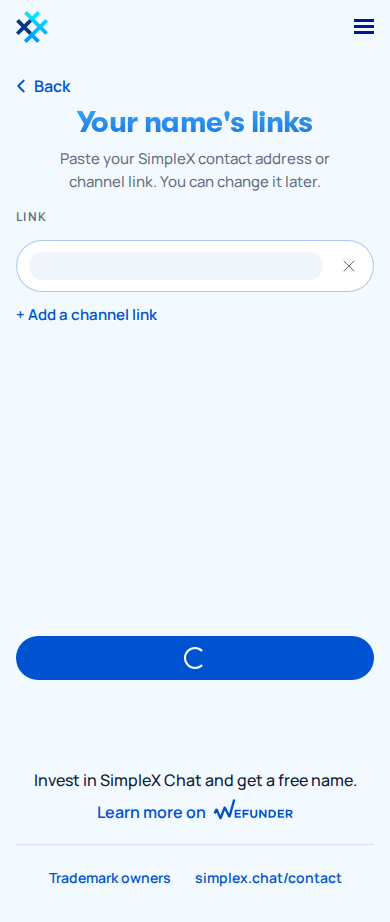 Back
Your name's links
Paste your SimpleX contact address or
channel link. You can change it later.
LINK
+ Add a channel link
Invest in SimpleX Chat and get a free name.
Learn more on WEFUNDER
Trademark owners simplex.chat/contact